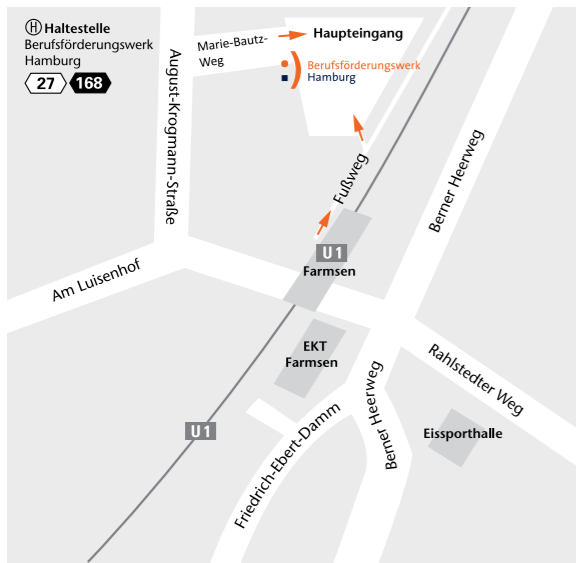 H Haltestelle
Berufsförderungswerk
Hamburg
27 168
August-Krogmann-Straße
Marie-Bautz-
Weg
Haupteingang
Berufsförderungswerk
Hamburg
Fußweg
Berner Heerweg
U1
Farmsen
Am Luisenhof
EKT
Farmsen
Rahlstedter Weg
U1
Friedrich-Ebert-Damm
Berner Heerweg
Eissporthalle